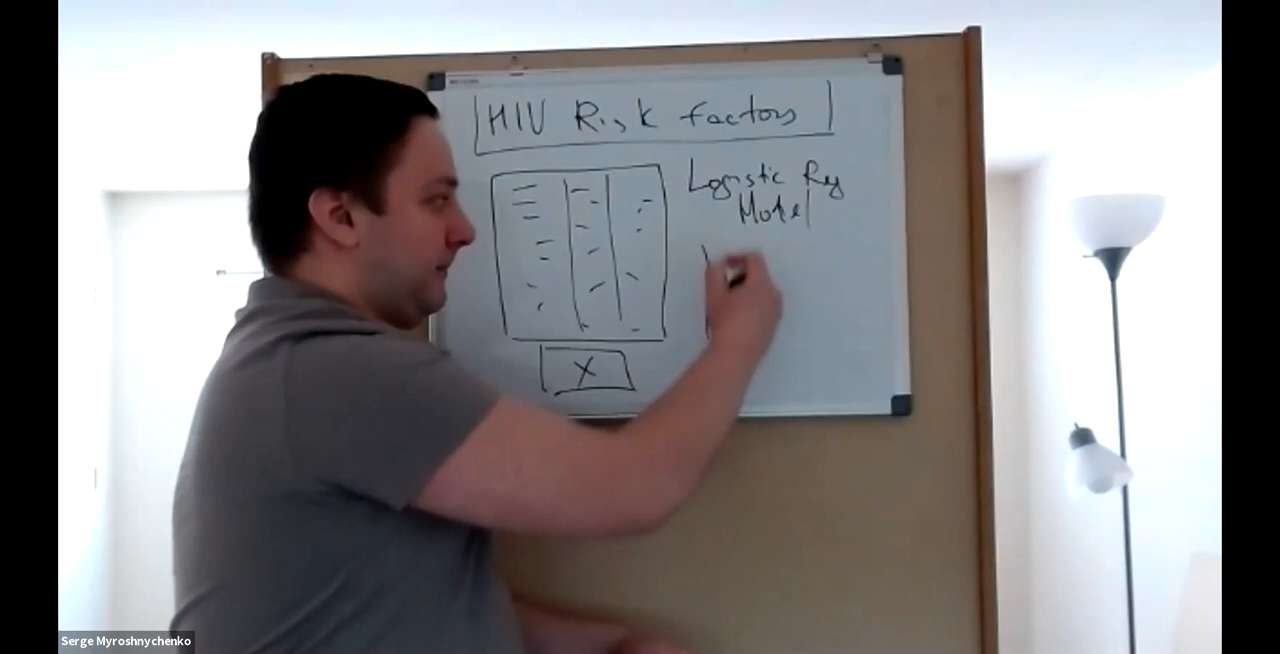 HIV Risk factors
Logistic Reg
Model
X
Serge Myroshnychenko